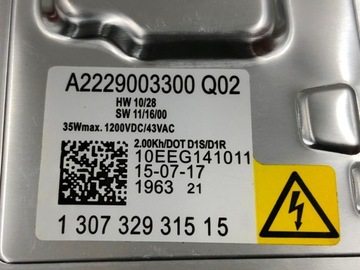 A2229003300 Q02
HW 10/28
SW 11/16/00
35Wmax. 1200VDC/43VAC
2.00Kh/DOT D1S/D1R
10EEG141011
15-07-17
1963 21
1 307 329 315 15